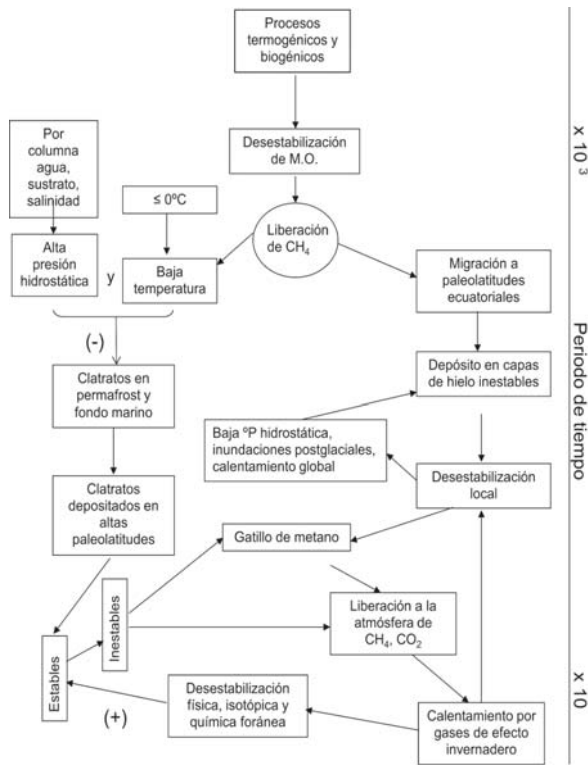 Procesos
termogénicos y
biogénicos
Desestabilización
de M.O.
Por
columna
agua,
sustrato,
salinidad
≤ 0ºC
Liberación
de CH₄
Alta
presión
hidrostática
y
Baja
temperatura
Migración a
paleolatitudes
ecuatoriales
(-)
Clatratos en
permafrost y
fondo marino
Depósito en capas
de hielo inestables
Baja ºP hidrostática,
inundaciones postglaciales,
calentamiento global
Desestabilización
local
Clatratos
depositados en
altas
paleolatitudes
Gatillo de metano
Inestables
Liberación a la
atmósfera de
CH₄, CO₂
Estables
(+)
Desestabilización
física, isotópica y
química foránea
Calentamiento por
gases de efecto
invernadero
x 10³
Periodo de tiempo
x 10